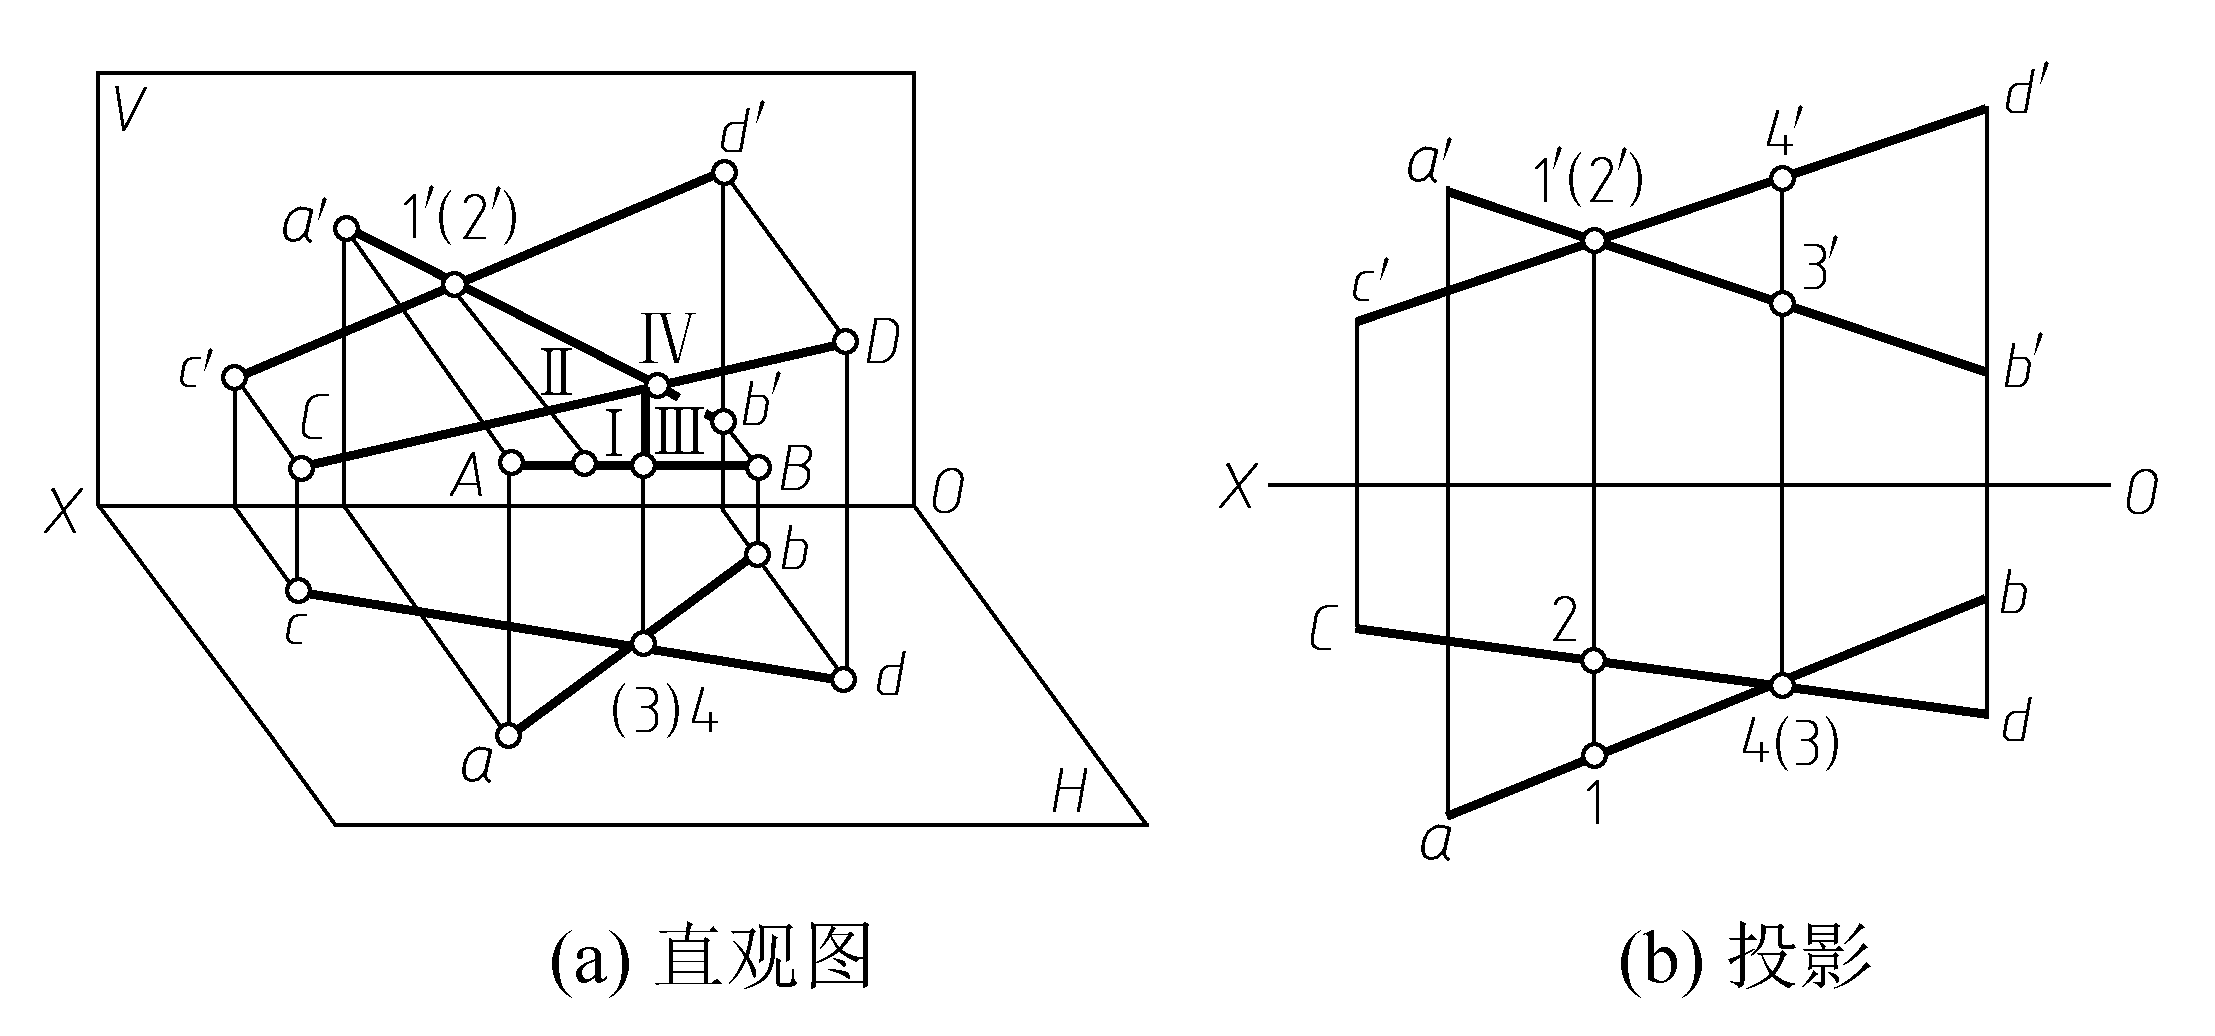 V
d′
a′
1′(2′)
c′
C
Ⅱ
Ⅳ
D
b′
Ⅰ
Ⅲ
A
B
X
O
b
c
(3)4
d
a
H
(a) 直观图
d′
4′
a′
1′(2′)
3′
c′
b′
X
O
2
b
C
4(3)
d
1
a
(b) 投影